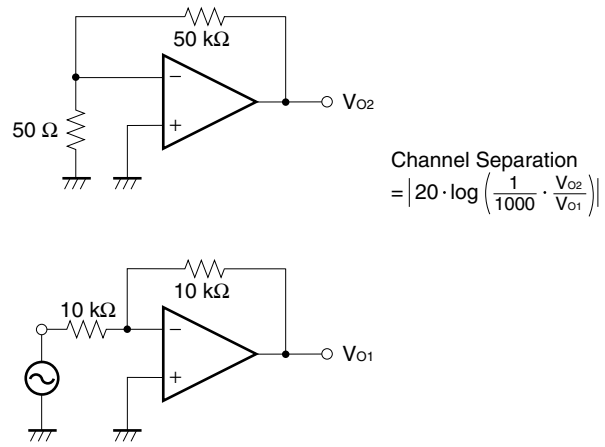 50 kΩ
−
+
50 Ω
VO2
Channel Separation
= | 20 · log ( 1/1000 · VO2/VO1 ) |
10 kΩ
10 kΩ
−
+
VO1